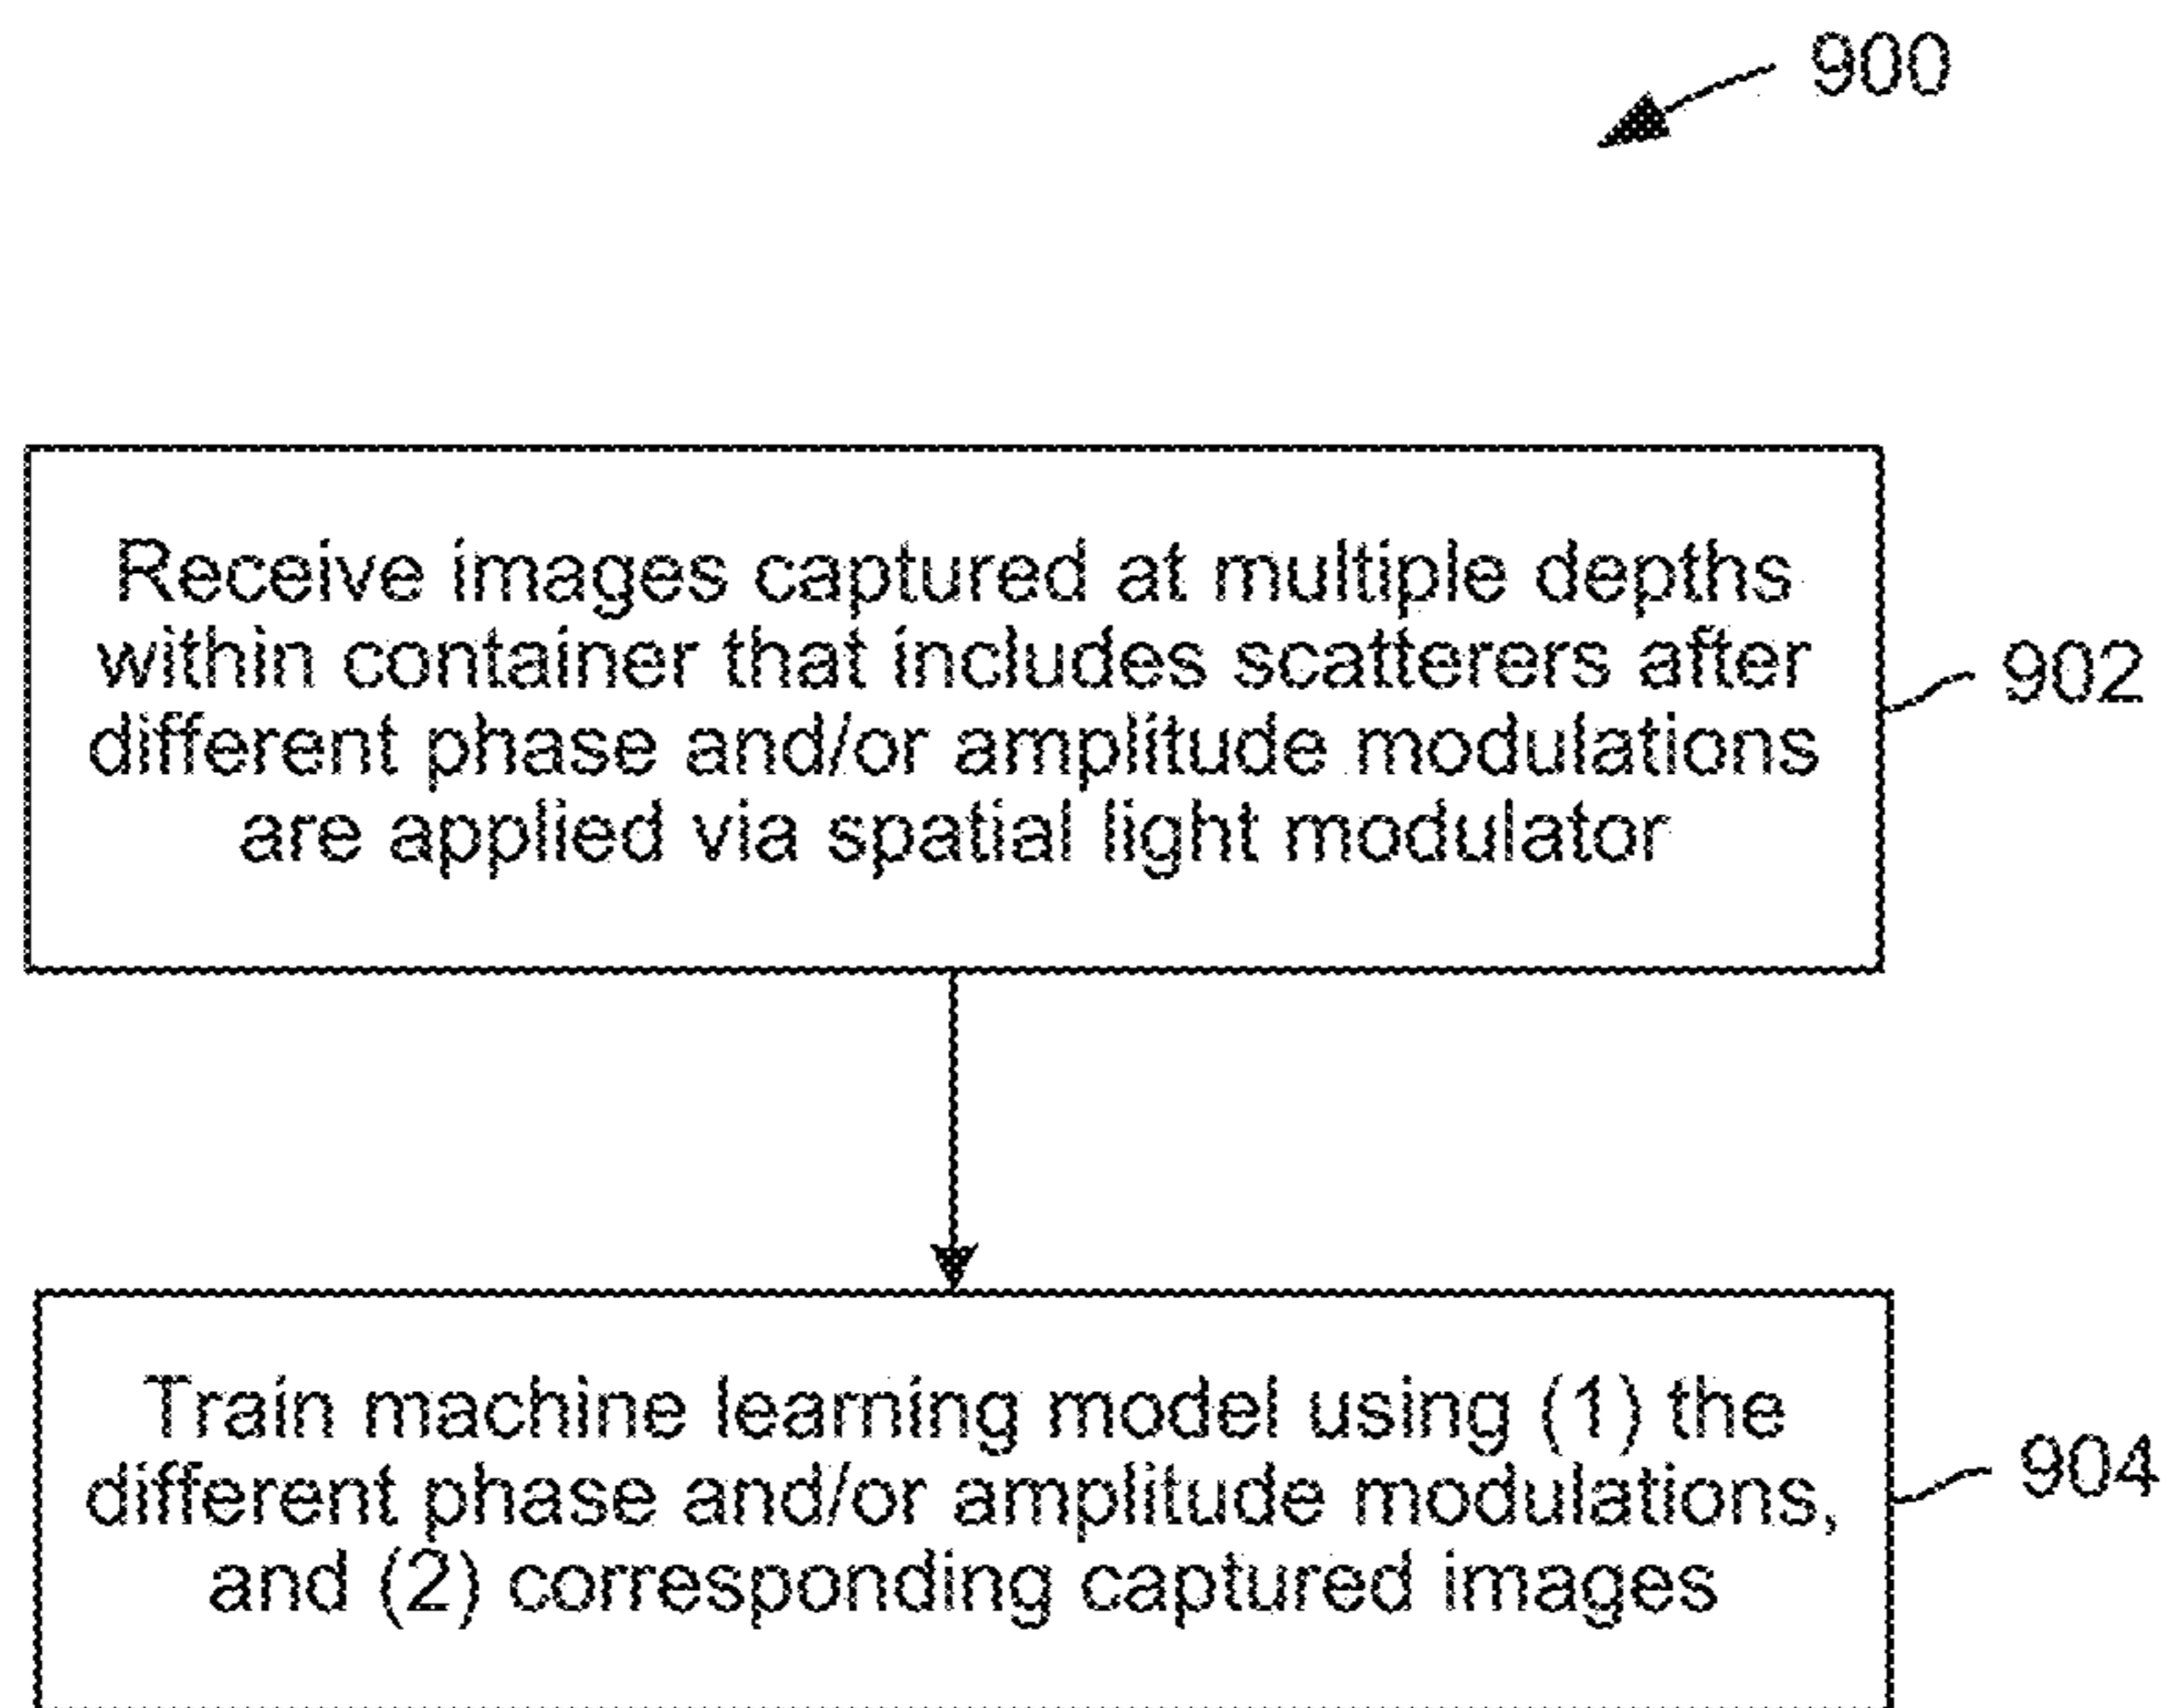 900
Receive images captured at multiple depths
within container that includes scatterers after
different phase and/or amplitude modulations
are applied via spatial light modulator
902
Train machine learning model using (1) the
different phase and/or amplitude modulations,
and (2) corresponding captured images
904